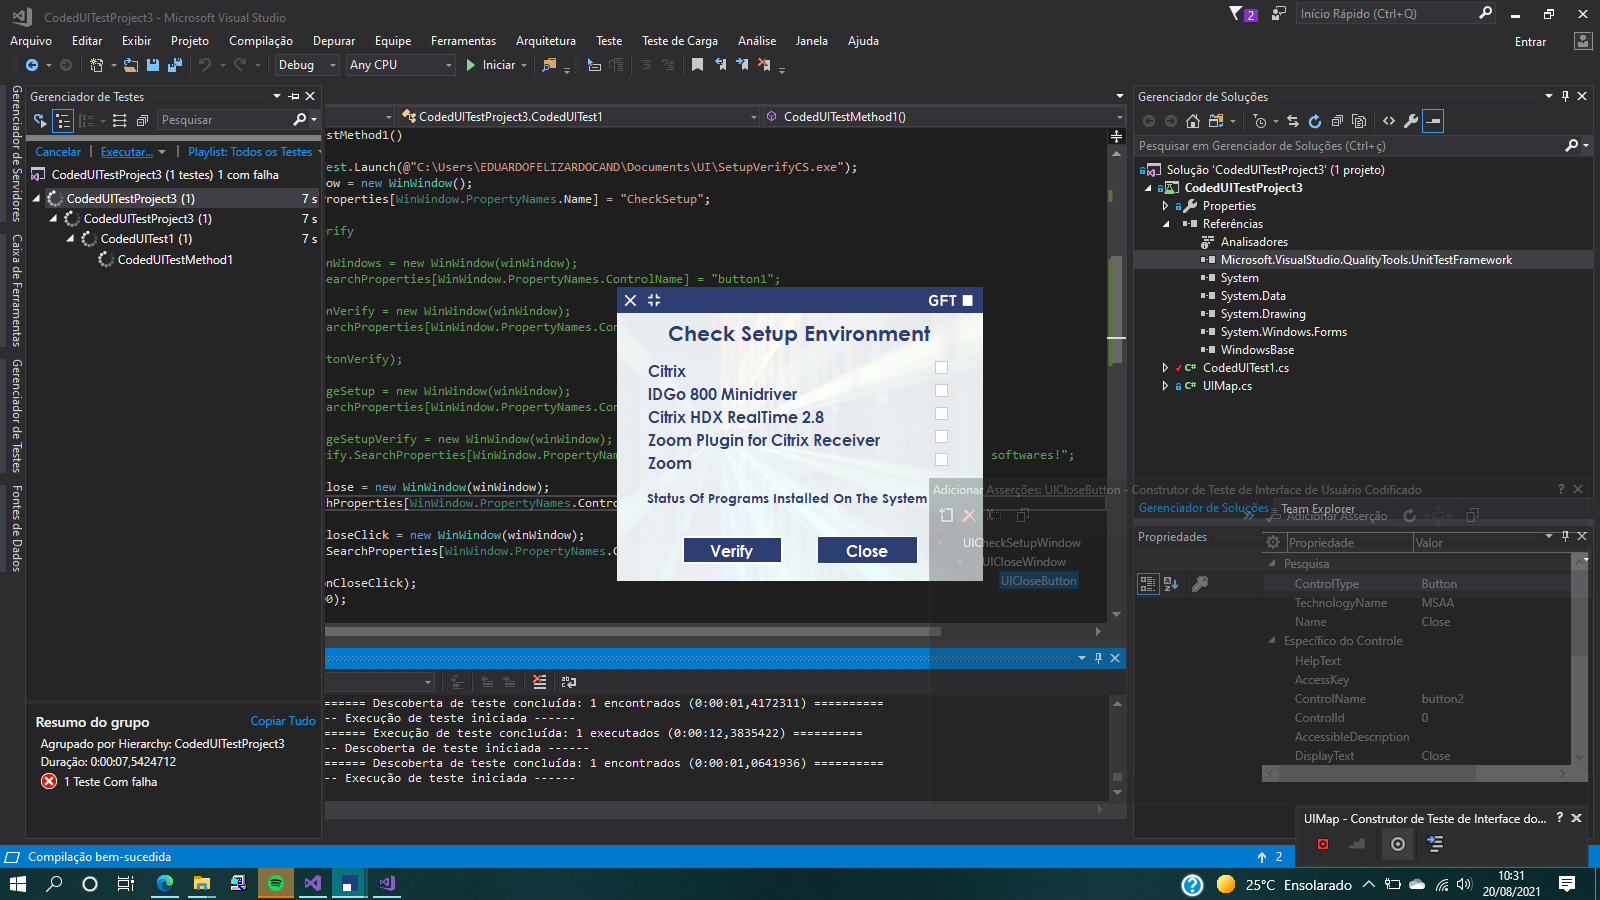 CodedUITestProject3 - Microsoft Visual Studio
2
Início Rápido (Ctrl+Q)
Arquivo Editar Exibir Projeto Compilação Depurar Equipe Ferramentas Arquitetura Teste Teste de Carga Análise Janela Ajuda
Entrar
Debug Any CPU Iniciar
Gerenciador de Servidores
Caixa de Ferramentas
Gerenciador de Testes
Fontes de Dados
Gerenciador de Testes
Pesquisar
Cancelar | Executar... | Playlist: Todos os Testes
CodedUITestProject3 (1 testes) 1 com falha
CodedUITestProject3 (1) 7 s
CodedUITestProject3 (1) 7 s
CodedUITest1 (1) 7 s
CodedUITestMethod1
Resumo do grupo
Copiar Tudo
Agrupado por Hierarchy: CodedUITestProject3
Duração: 0:00:07,5424712
1 Teste Com falha
CodedUITestProject3.CodedUITest1
CodedUITestMethod1()
stMethod1()
est.Launch(@"C:\Users\EDUARDOFELIZARDOCAND\Documents\UI\SetupVerifyCS.exe");
ow = new WinWindow();
Properties[WinWindow.PropertyNames.Name] = "CheckSetup";
rify
onWindows = new WinWindow(winWindow);
SearchProperties[WinWindow.PropertyNames.ControlName] = "button1";
onVerify = new WinWindow(winWindow);
SearchProperties[WinWindow.PropertyNames.Con
tonVerify);
geSetup = new WinWindow(winWindow);
SearchProperties[WinWindow.PropertyNames.Con
geSetupVerify = new WinWindow(winWindow);
ify.SearchProperties[WinWindow.PropertyNam
softwares!";
lose = new WinWindow(winWindow);
chProperties[WinWindow.PropertyNames.Contro
loseClick = new WinWindow(winWindow);
SearchProperties[WinWindow.PropertyNames.C
onCloseClick);
0);
GFT
Check Setup Environment
Citrix
IDGo 800 Minidriver
Citrix HDX RealTime 2.8
Zoom Plugin for Citrix Receiver
Zoom
Status Of Programs Installed On The System
Verify
Close
====== Descoberta de teste concluída: 1 encontrados (0:00:01,4172311) ==========
-- Execução de teste iniciada ------
====== Execução de teste concluída: 1 executados (0:00:12,3835422) ==========
-- Descoberta de teste iniciada ------
====== Descoberta de teste concluída: 1 encontrados (0:00:01,0641936) ==========
-- Execução de teste iniciada ------
Gerenciador de Soluções
Pesquisar em Gerenciador de Soluções (Ctrl+ç)
Solução 'CodedUITestProject3' (1 projeto)
CodedUITestProject3
Properties
Referências
Analisadores
Microsoft.VisualStudio.QualityTools.UnitTestFramework
System
System.Data
System.Drawing
System.Windows.Forms
WindowsBase
CodedUITest1.cs
UIMap.cs
Adicionar Asserções: UICloseButton - Construtor de Teste de Interface de Usuário Codificado
Gerenciador de Soluções Team Explorer
Adicionar Asserção
UICheckSetupWindow
UICloseWindow
UICloseButton
Propriedades
Propriedade Valor
Pesquisa
ControlType Button
TechnologyName MSAA
Name Close
Específico do Controle
HelpText
AccessKey
ControlName button2
ControlId 0
AccessibleDescription
DisplayText Close
UIMap - Construtor de Teste de Interface do...
Compilação bem-sucedida
2
25°C Ensolarado
10:31
20/08/2021